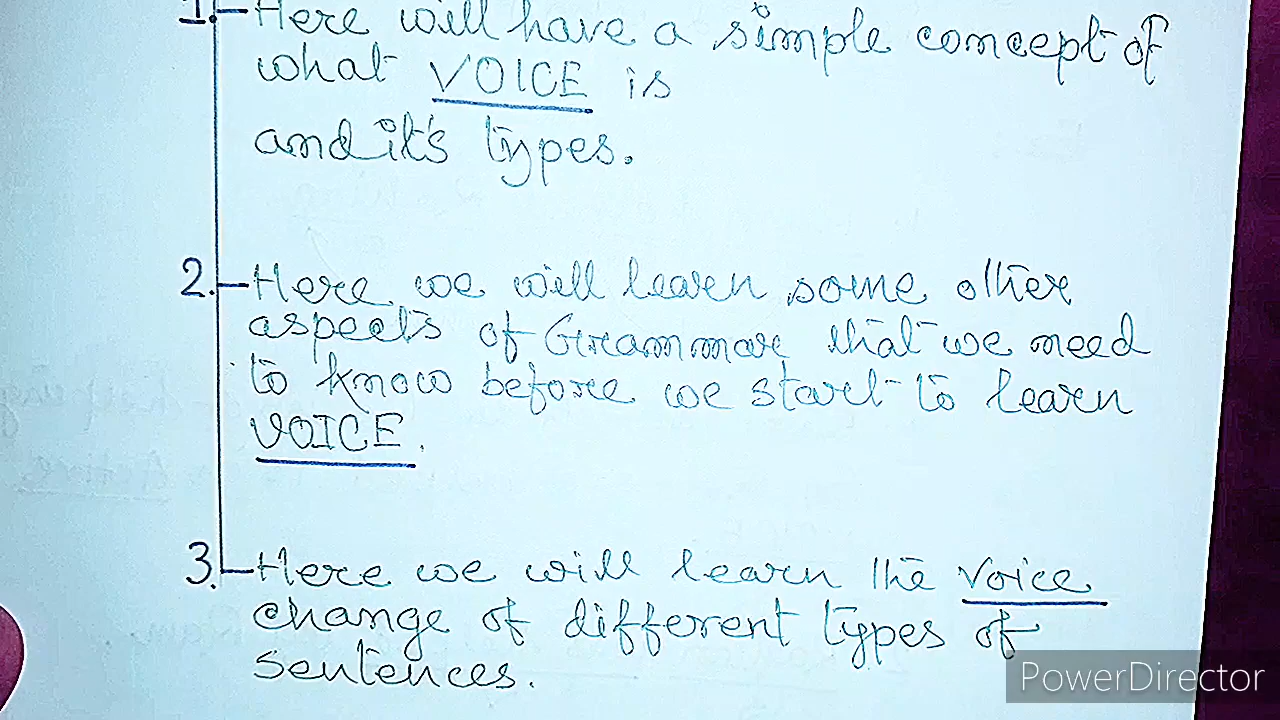 1. Here will have a simple concept of
what VOICE is
and it's types.
2. Here we will learn some other
aspects of Grammar that we need
to know before we start to learn
VOICE.
3. Here we will learn the Voice
change of different types of
sentences.
PowerDirector